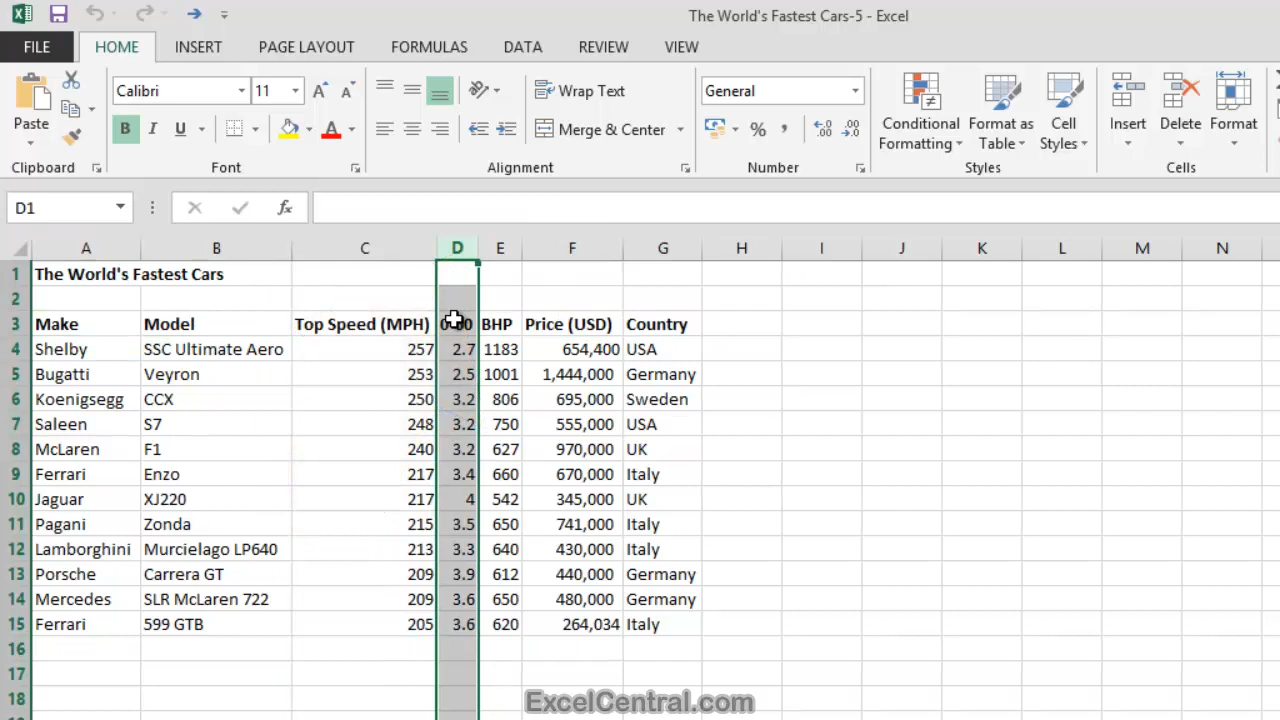 The World's Fastest Cars-5 - Excel
FILE HOME INSERT PAGE LAYOUT FORMULAS DATA REVIEW VIEW
Calibri 11 Wrap Text General
Paste B I U Merge & Center % Conditional Formatting Format as Table Cell Styles Insert Delete Format
Clipboard Font Alignment Number Styles Cells
D1 fx
A B C D E F G H I J K L M N
1 The World's Fastest Cars
2
3 Make Model Top Speed (MPH) BHP Price (USD) Country
4 Shelby SSC Ultimate Aero 257 2.7 1183 654,400 USA
5 Bugatti Veyron 253 2.5 1001 1,444,000 Germany
6 Koenigsegg CCX 250 3.2 806 695,000 Sweden
7 Saleen S7 248 3.2 750 555,000 USA
8 McLaren F1 240 3.2 627 970,000 UK
9 Ferrari Enzo 217 3.4 660 670,000 Italy
10 Jaguar XJ220 217 4 542 345,000 UK
11 Pagani Zonda 215 3.5 650 741,000 Italy
12 Lamborghini Murcielago LP640 213 3.3 640 430,000 Italy
13 Porsche Carrera GT 209 3.9 612 440,000 Germany
14 Mercedes SLR McLaren 722 209 3.6 650 480,000 Germany
15 Ferrari 599 GTB 205 3.6 620 264,034 Italy
16
17
18
ExcelCentral.com